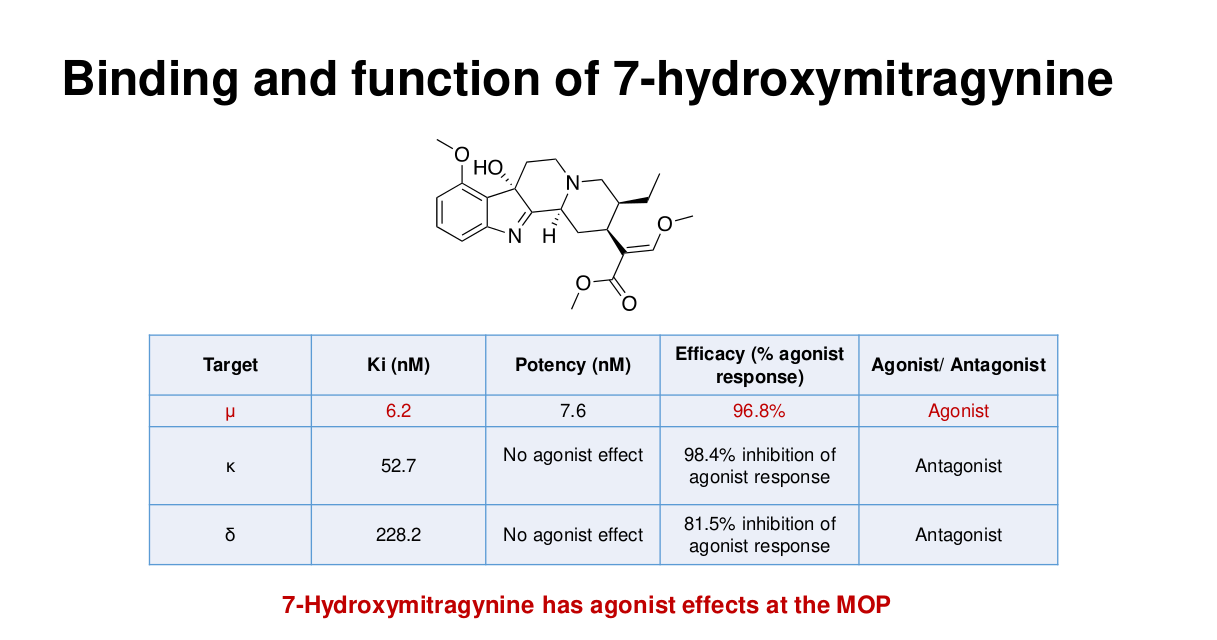 Binding and function of 7-hydroxymitragynine
O
HO
N
O
N
H
O
O
Target Ki (nM) Potency (nM) Efficacy (% agonist response) Agonist/ Antagonist
μ 6.2 7.6 96.8% Agonist
κ 52.7 No agonist effect 98.4% inhibition of agonist response Antagonist
δ 228.2 No agonist effect 81.5% inhibition of agonist response Antagonist
7-Hydroxymitragynine has agonist effects at the MOP